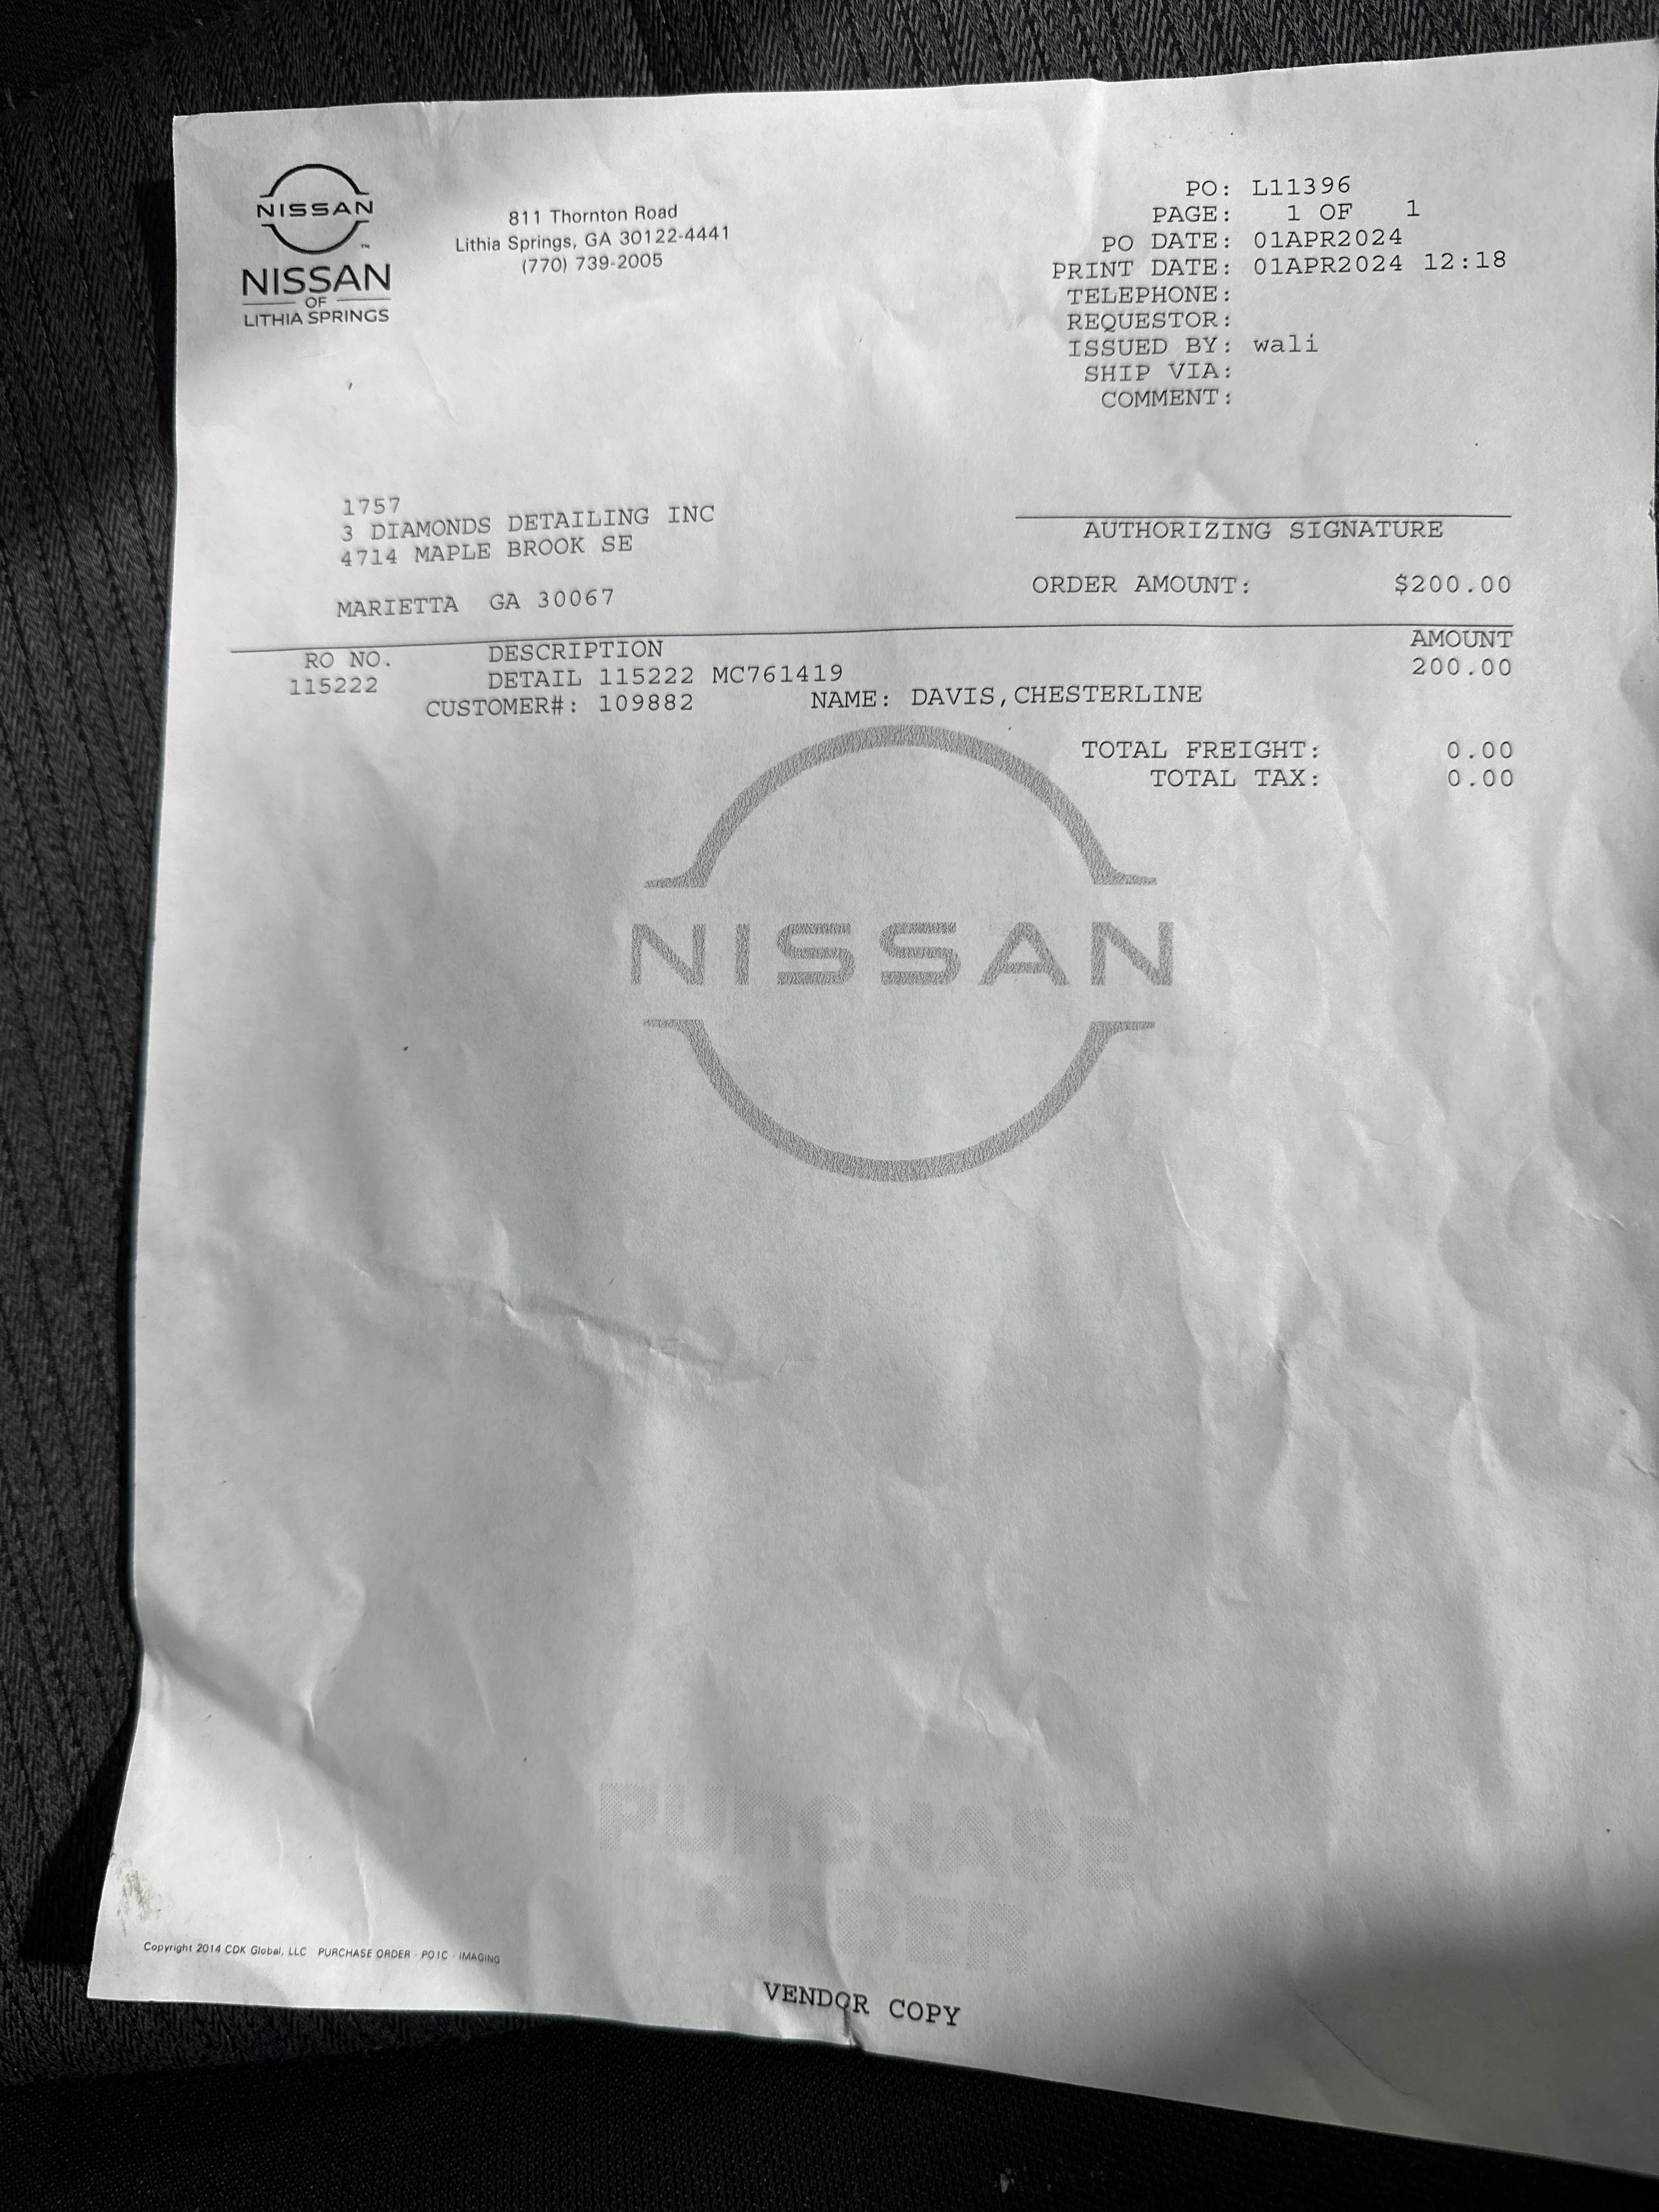 NISSAN
NISSAN
OF
LITHIA SPRINGS
811 Thornton Road
Lithia Springs, GA 30122-4441
(770) 739-2005
PO: L11396
PAGE: 1 OF 1
PO DATE: 01APR2024
PRINT DATE: 01APR2024 12:18
TELEPHONE:
REQUESTOR:
ISSUED BY: wali
SHIP VIA:
COMMENT:
1757
3 DIAMONDS DETAILING INC
4714 MAPLE BROOK SE
MARIETTA GA 30067
AUTHORIZING SIGNATURE
ORDER AMOUNT: $200.00
RO NO. DESCRIPTION AMOUNT
115222 DETAIL 115222 MC761419 200.00
CUSTOMER#: 109882 NAME: DAVIS,CHESTERLINE
TOTAL FREIGHT: 0.00
TOTAL TAX: 0.00
NISSAN
PURCHASE
ORDER
Copyright 2014 CDK Global, LLC PURCHASE ORDER - PO1C - IMAGING
VENDOR COPY